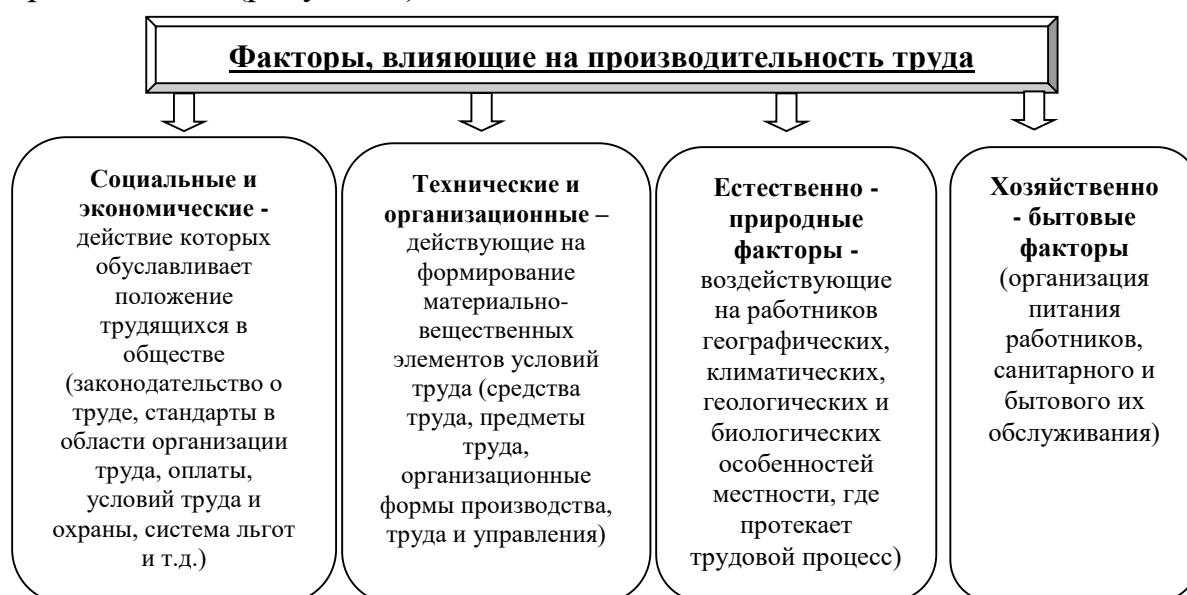 Факторы, влияющие на производительность труда
Социальные и
экономические -
действие которых
обуславливает
положение
трудящихся в
обществе
(законодательство о
труде, стандарты в
области организации
труда, оплаты,
условий труда и
охраны, система льгот
и т.д.)
Технические и
организационные –
действующие на
формирование
материально-
вещественных
элементов условий
труда (средства
труда, предметы
труда,
организационные
формы производства,
труда и управления)
Естественно -
природные
факторы -
воздействующие
на работников
географических,
климатических,
геологических и
биологических
особенностей
местности, где
протекает
трудовой процесс)
Хозяйственно
- бытовые
факторы
(организация
питания
работников,
санитарного и
бытового их
обслуживания)